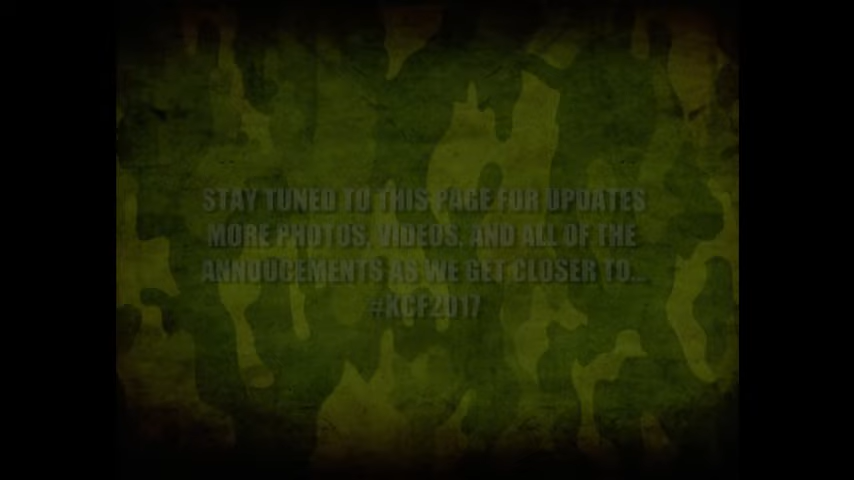 STAY TUNED TO THIS PAGE FOR UPDATES
MORE PHOTOS, VIDEOS, AND ALL OF THE
ANNOUCEMENTS AS WE GET CLOSER TO...
#KCF2017